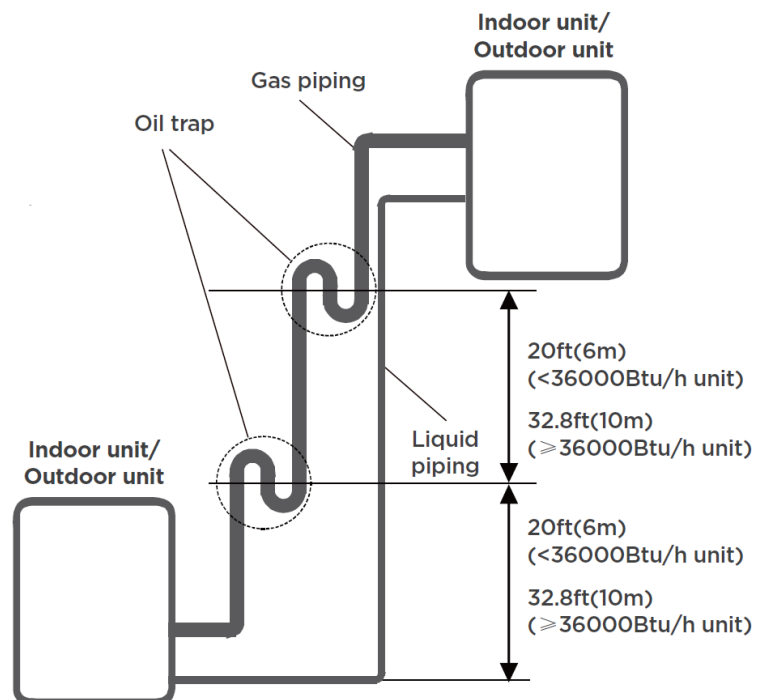 Indoor unit/
Outdoor unit
Gas piping
Oil trap
20ft(6m)
(<36000Btu/h unit)
32.8ft(10m)
(⩾36000Btu/h unit)
Liquid
piping
Indoor unit/
Outdoor unit
20ft(6m)
(<36000Btu/h unit)
32.8ft(10m)
(⩾36000Btu/h unit)